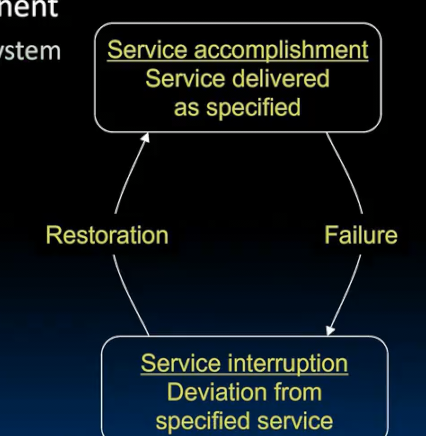 nent
ystem
Service accomplishment
Service delivered
as specified
Restoration
Failure
Service interruption
Deviation from
specified service